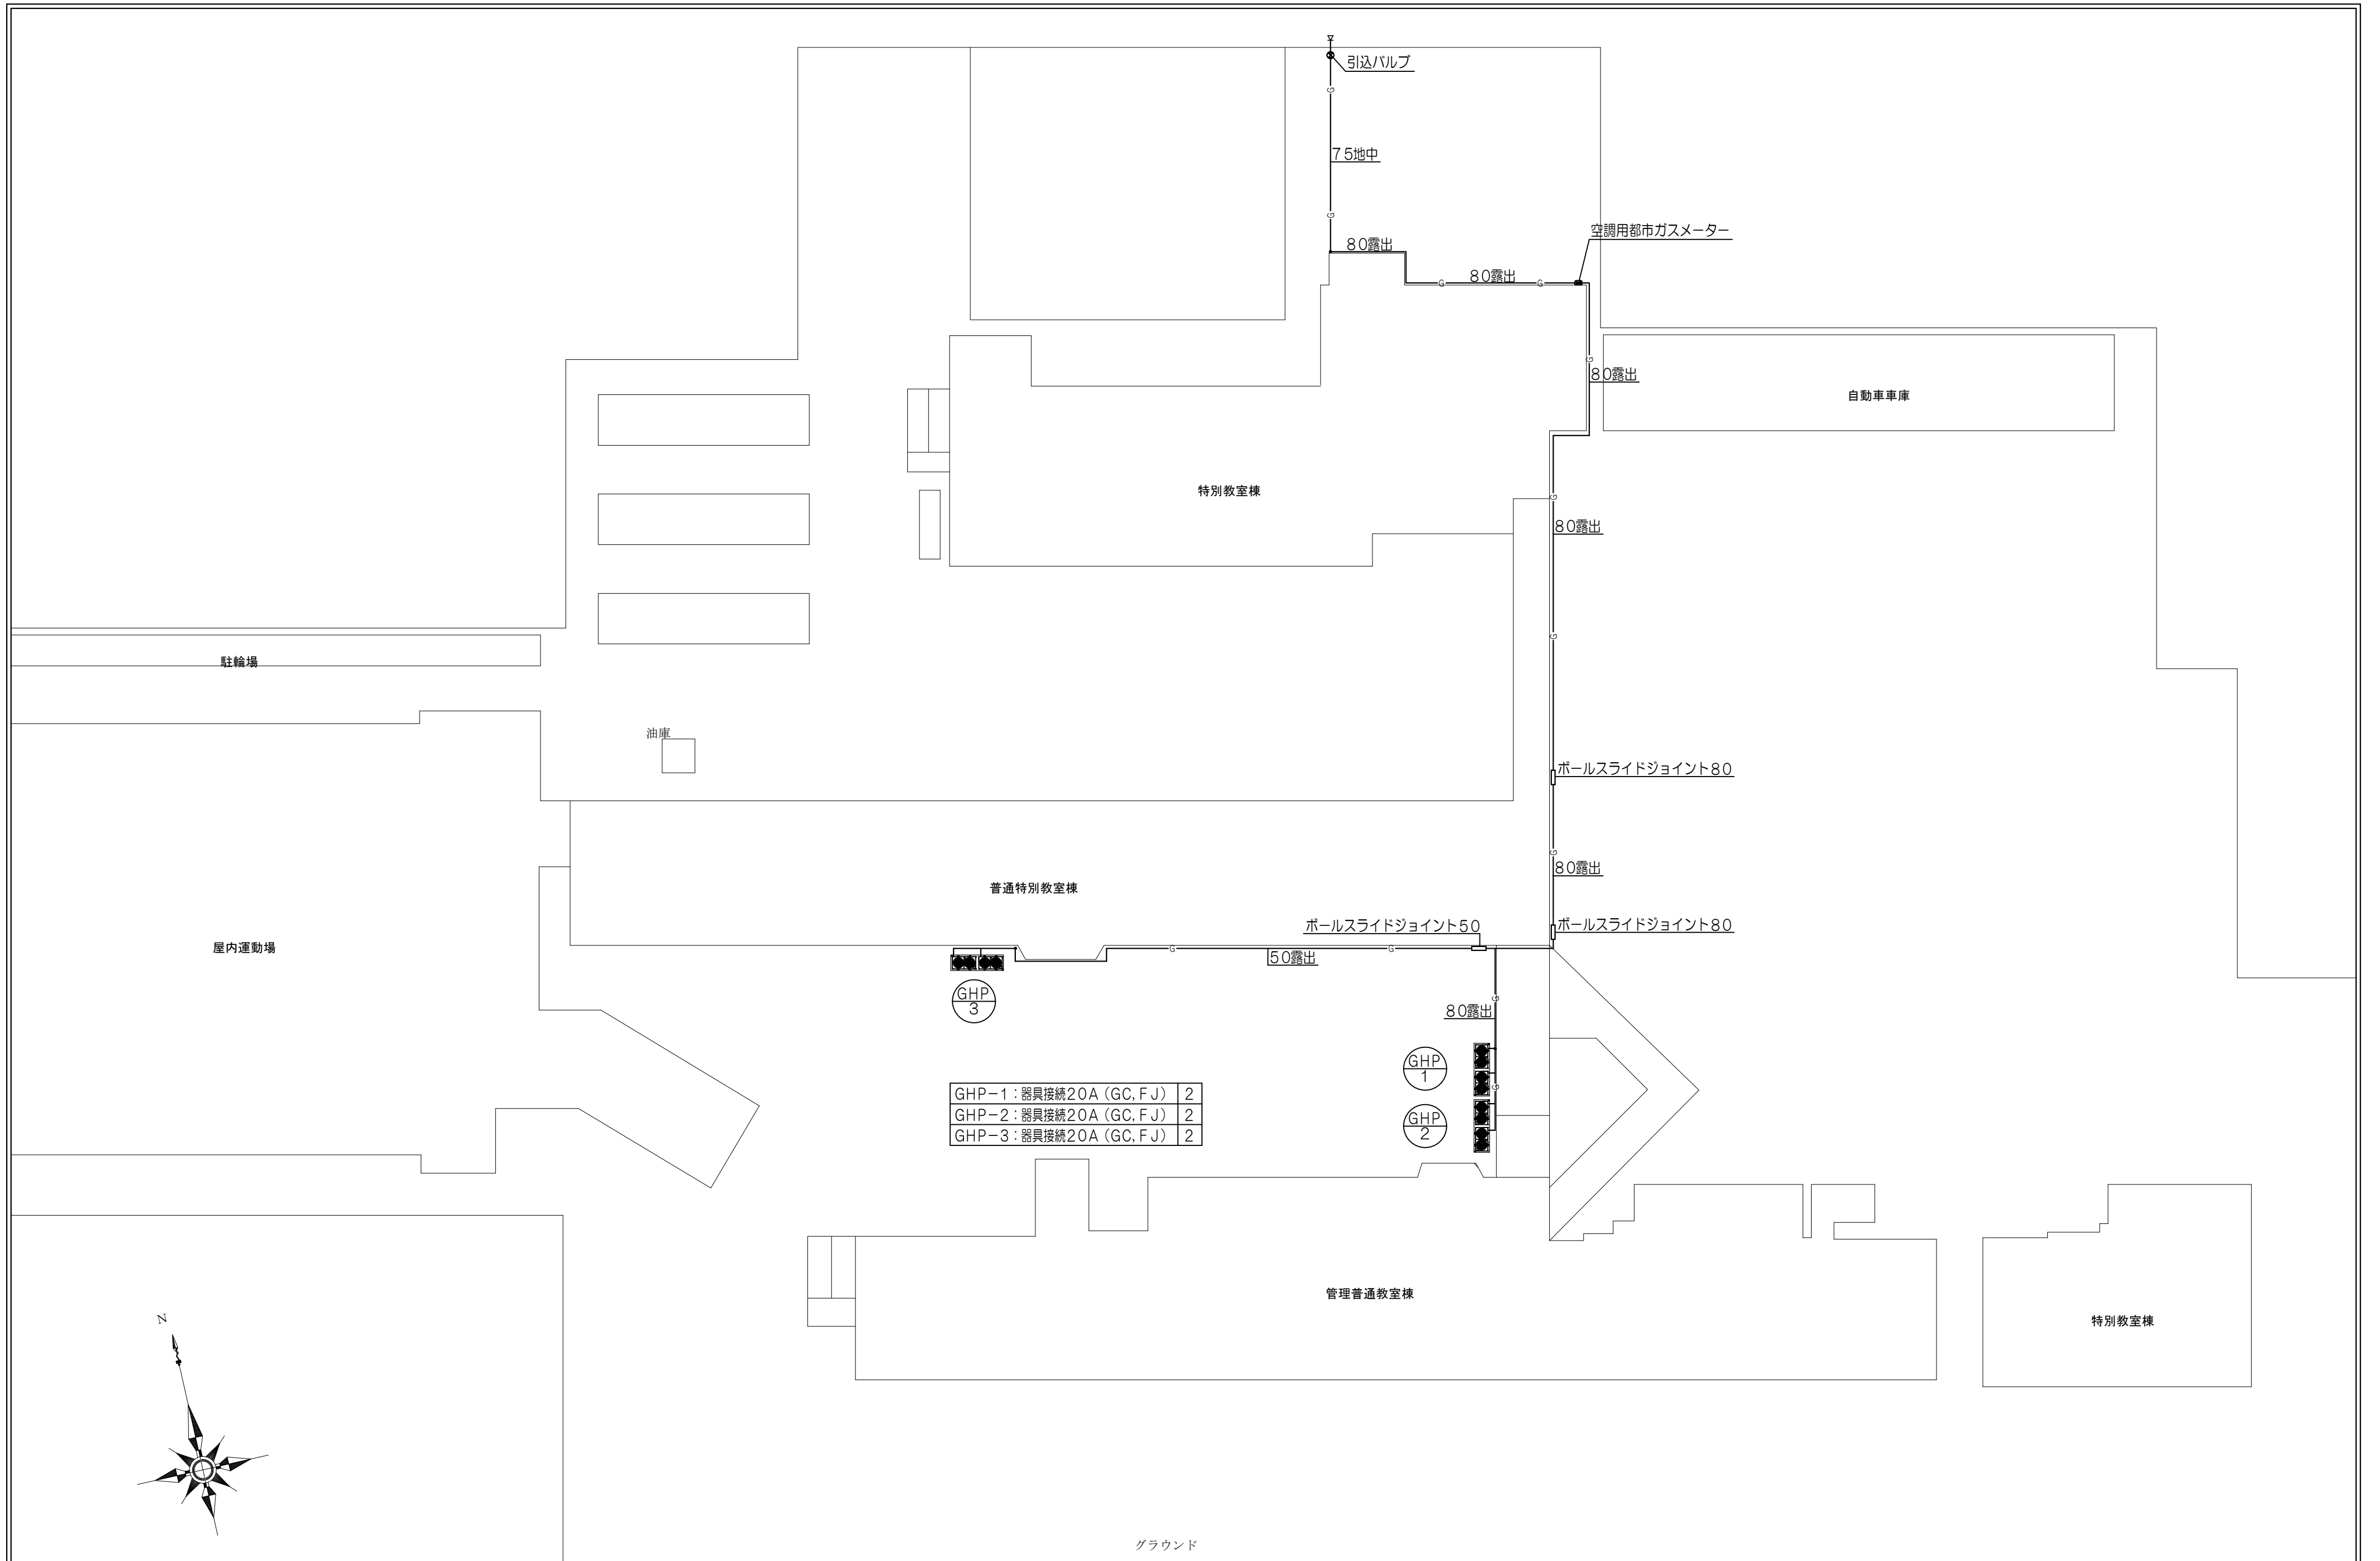 引込バルブ
G
75地中
G
空調用都市ガスメーター
80露出
80露出
G
G
G
80露出
自動車車庫
特別教室棟
G
80露出
G
駐輪場
油庫
ボールスライドジョイント80
G
80露出
普通特別教室棟
ボールスライドジョイント50
ボールスライドジョイント80
屋内運動場
G
G
50露出
GHP
3
G
80露出
GHP
1
G
GHP-1:器具接続20A(GC,FJ) 2
GHP-2:器具接続20A(GC,FJ) 2
GHP-3:器具接続20A(GC,FJ) 2
GHP
2
管理普通教室棟
特別教室棟
N
グラウンド